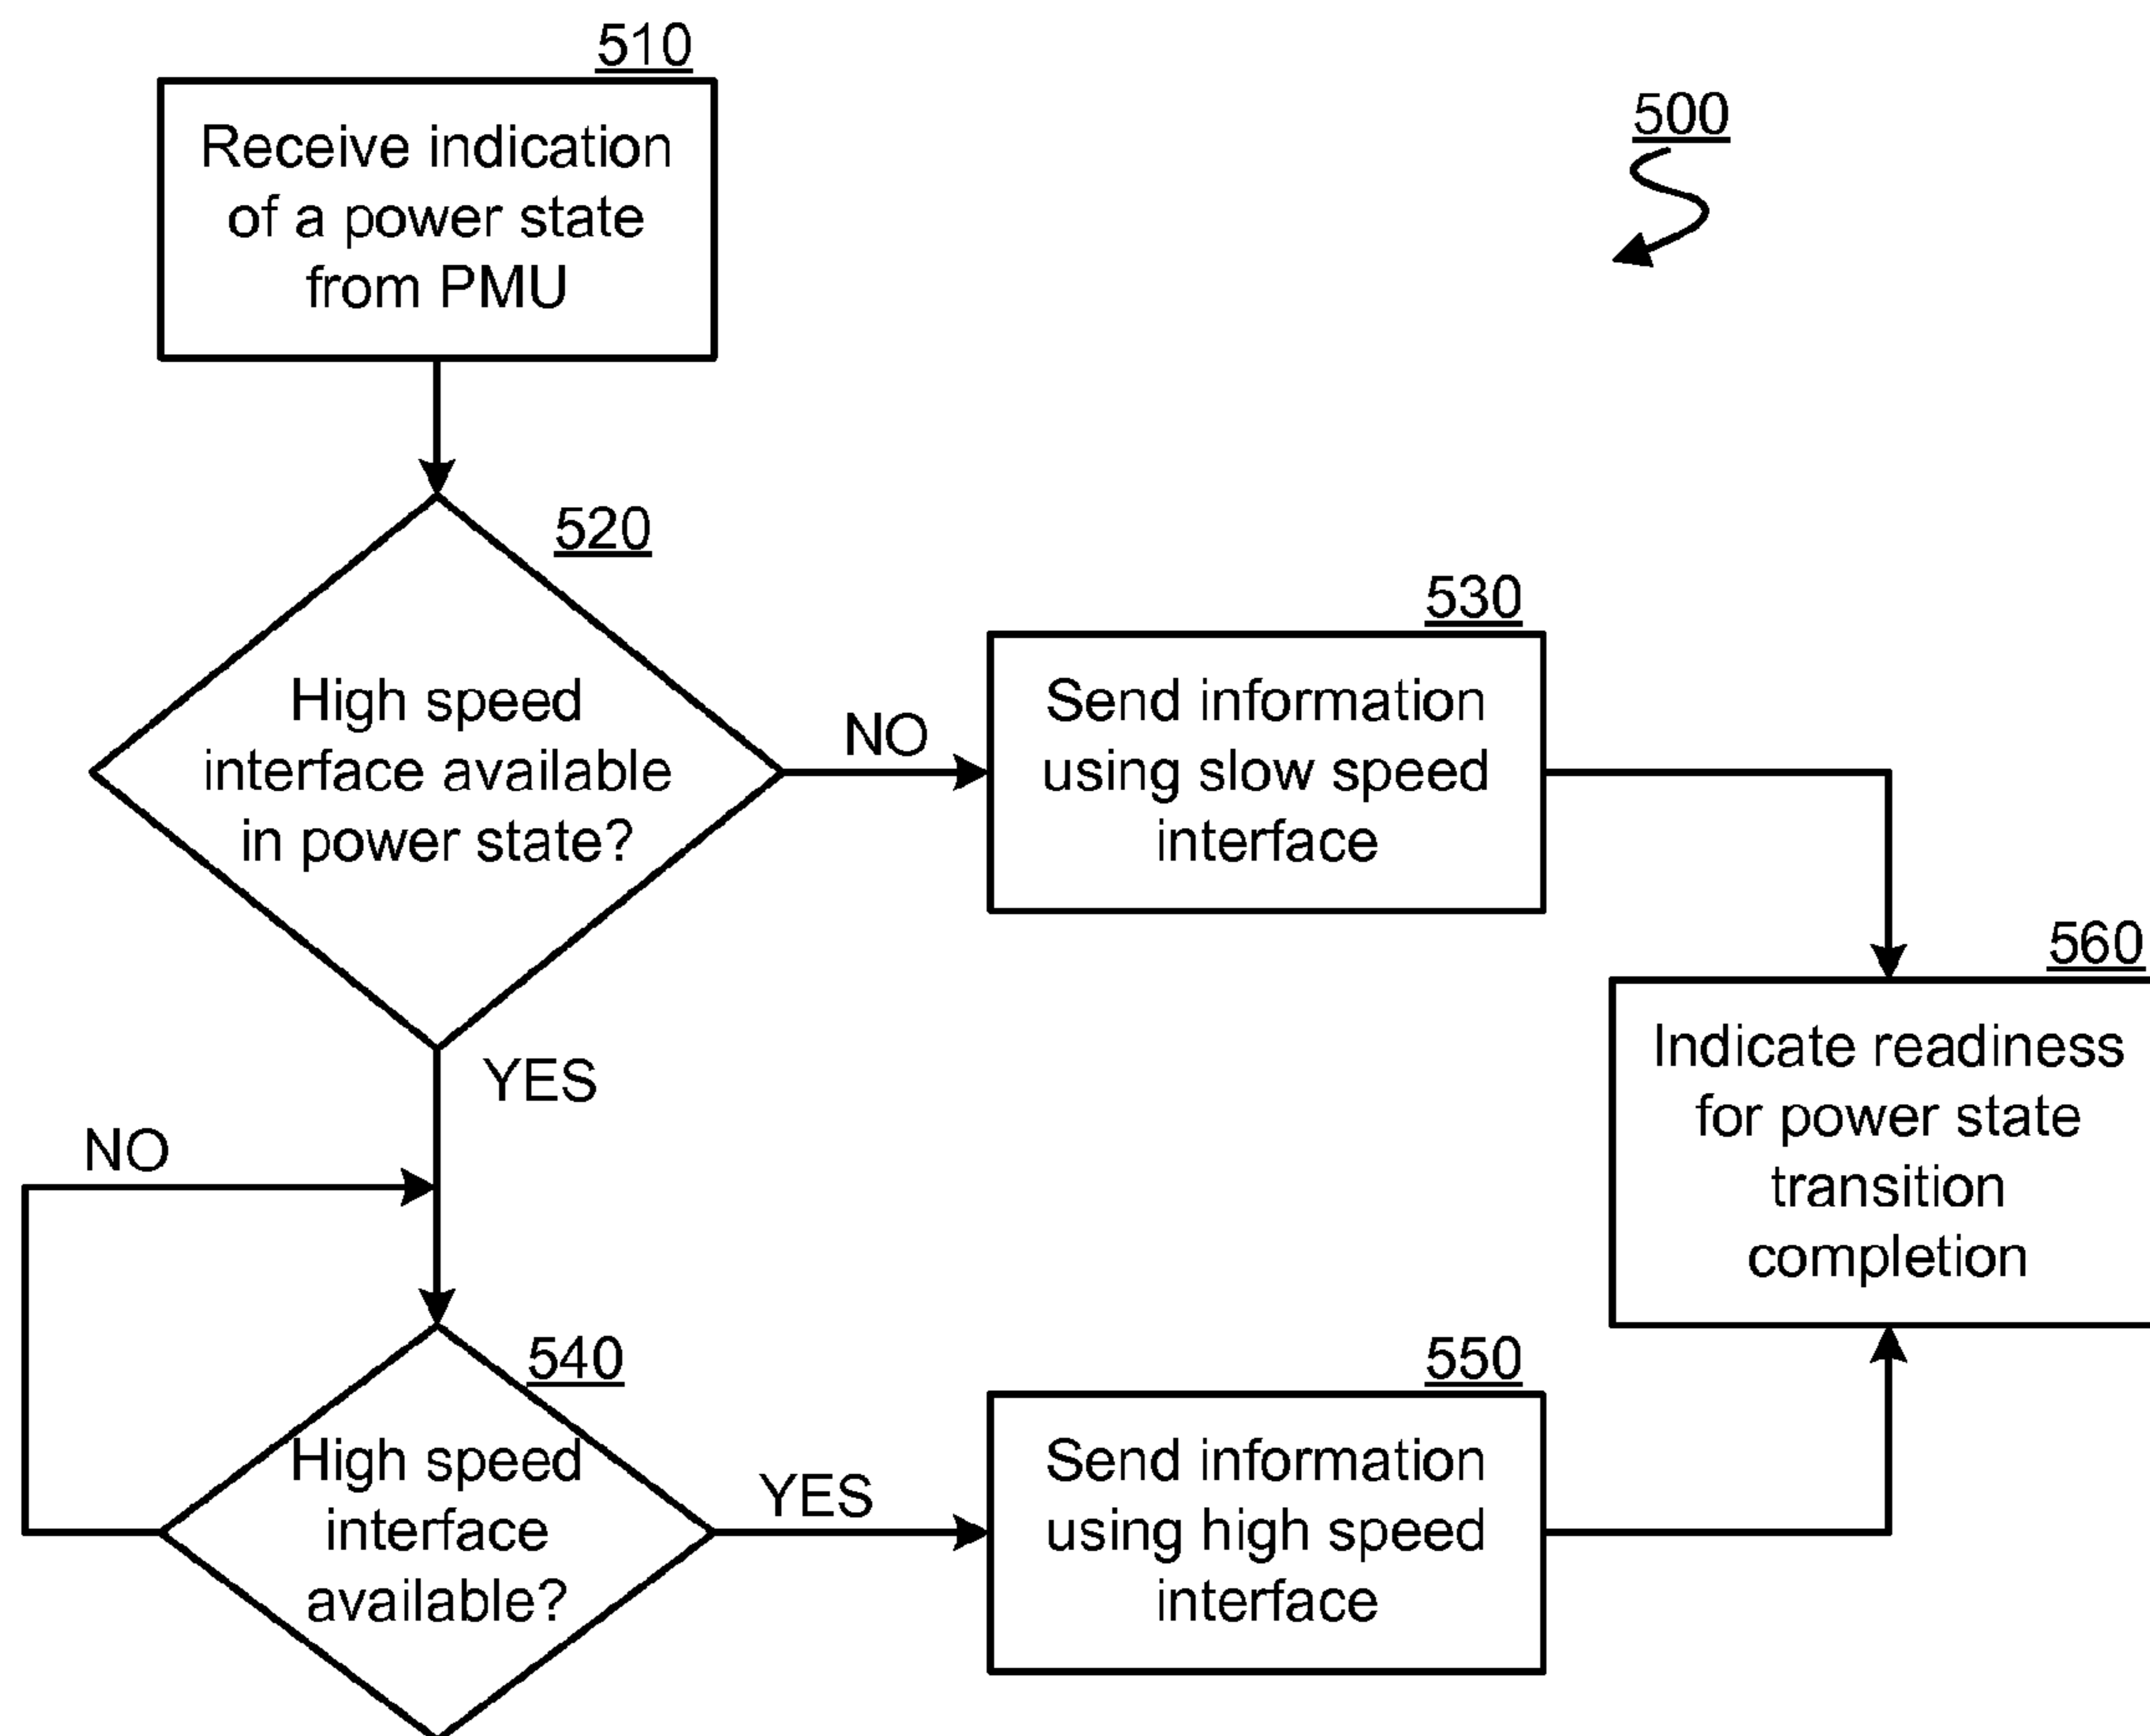 510
Receive indication
of a power state
from PMU
500
520
High speed
interface available
in power state?
NO
530
Send information
using slow speed
interface
YES
560
Indicate readiness
for power state
transition
completion
NO
540
High speed
interface
available?
YES
550
Send information
using high speed
interface